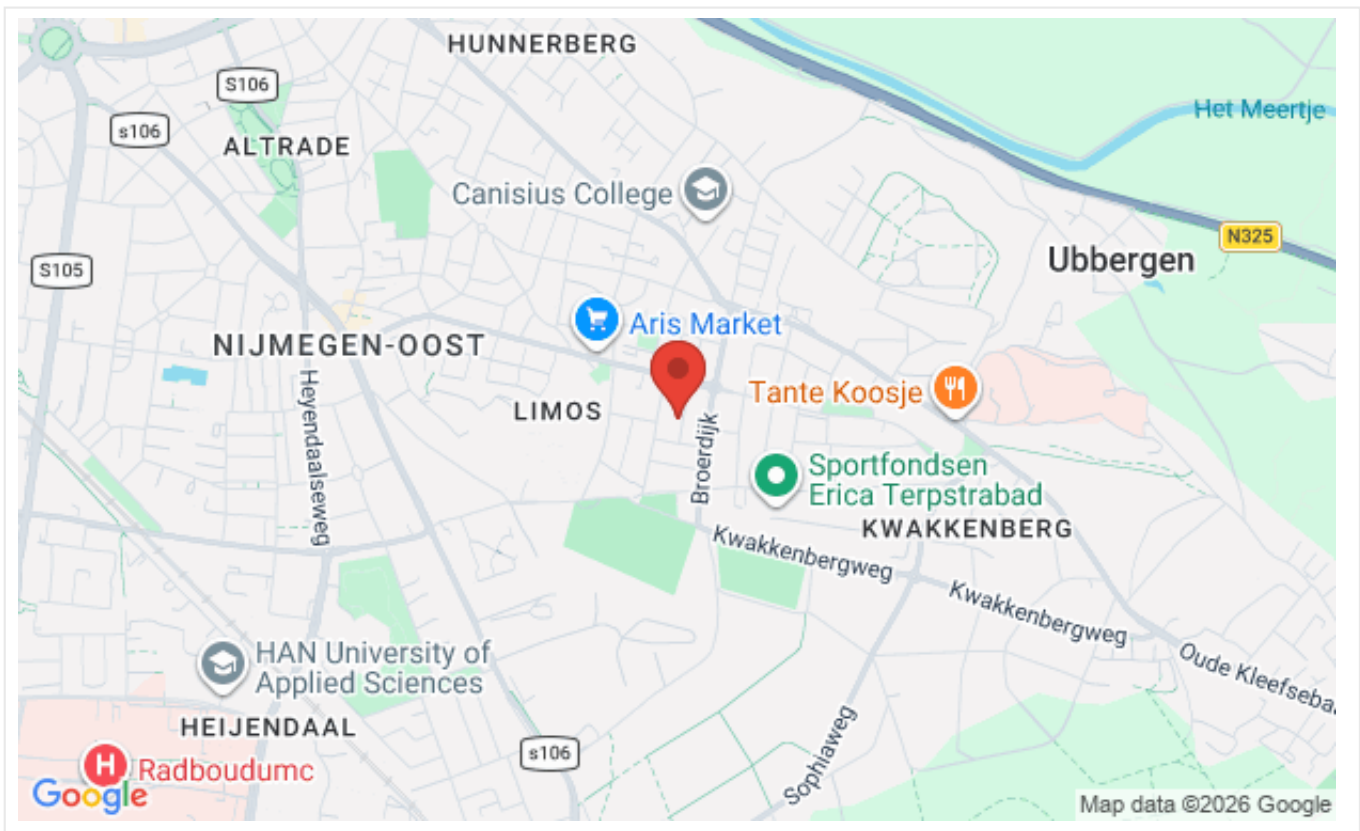 HUNNERBERG
S106
s106
ALTRADE
Het Meertje
Canisius College
N325
S105
Ubbergen
Aris Market
NIJMEGEN-OOST
Tante Koosje
LIMOS
Heyendaalseweg
Broerdijk
Sportfondsen
Erica Terpstrabad
KWAKKENBERG
Kwakkenbergweg
Kwakkenbergweg
HAN University of
Applied Sciences
Oude Kleefseba
HEIJENDAAL
s106
Sophiaweg
H
Radboudumc
Google
Map data ©2026 Google